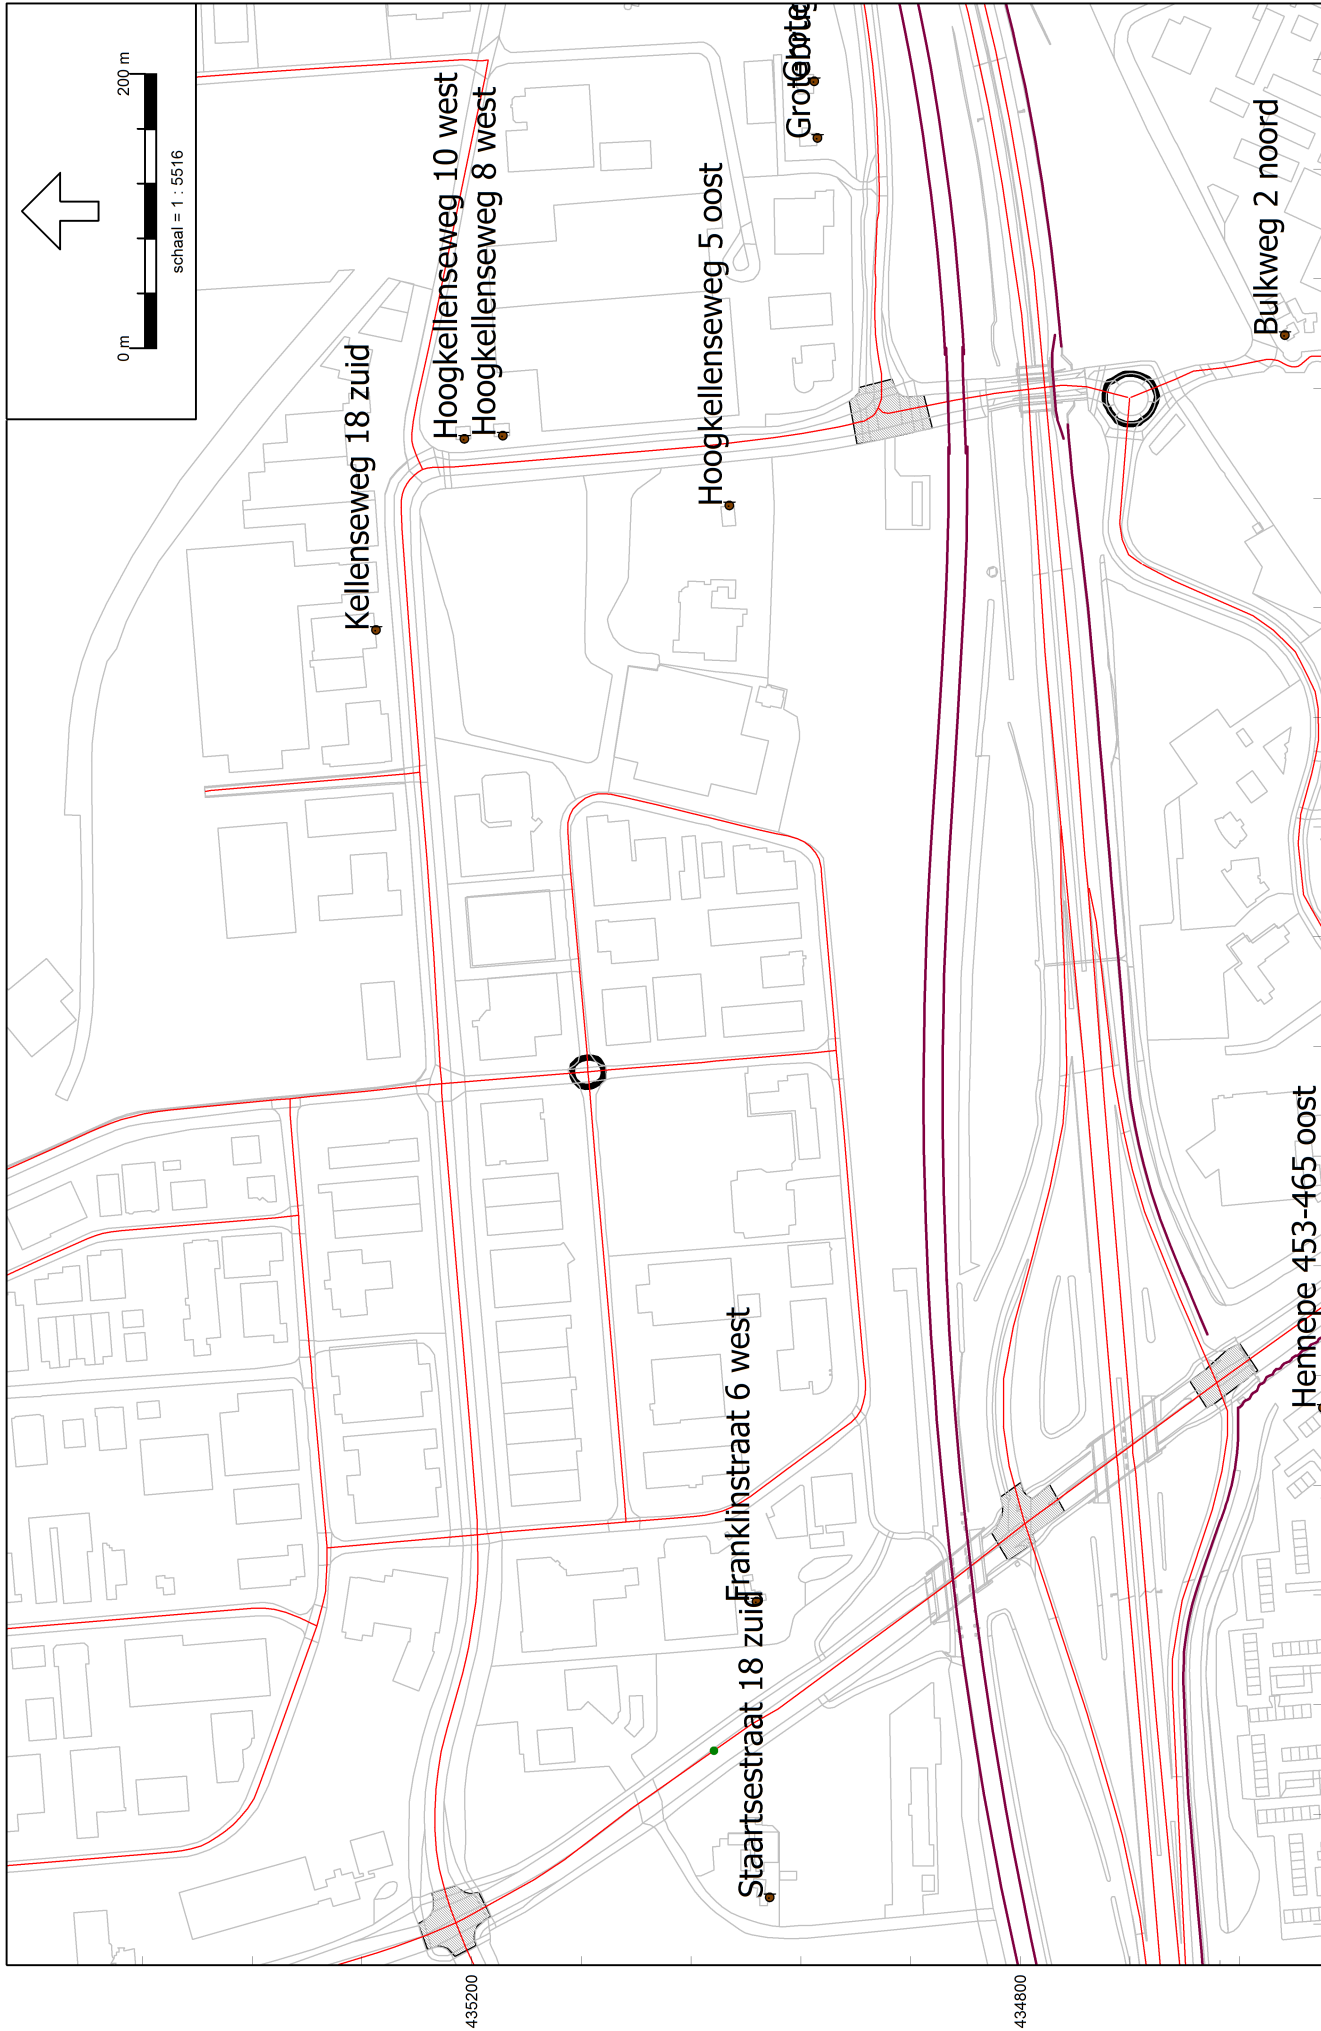 0 m
200 m
schaal = 1 : 5516
Hoogkellenseweg 10 west
Hoogkellenseweg 8 west
Kellenseweg 18 zuid
Hoogkellenseweg 5 oost
Bulkweg 2 noord
Franklinstraat 6 west
Staartsestraat 18 zuid
Hennepe 453-465 oost
435200
434800